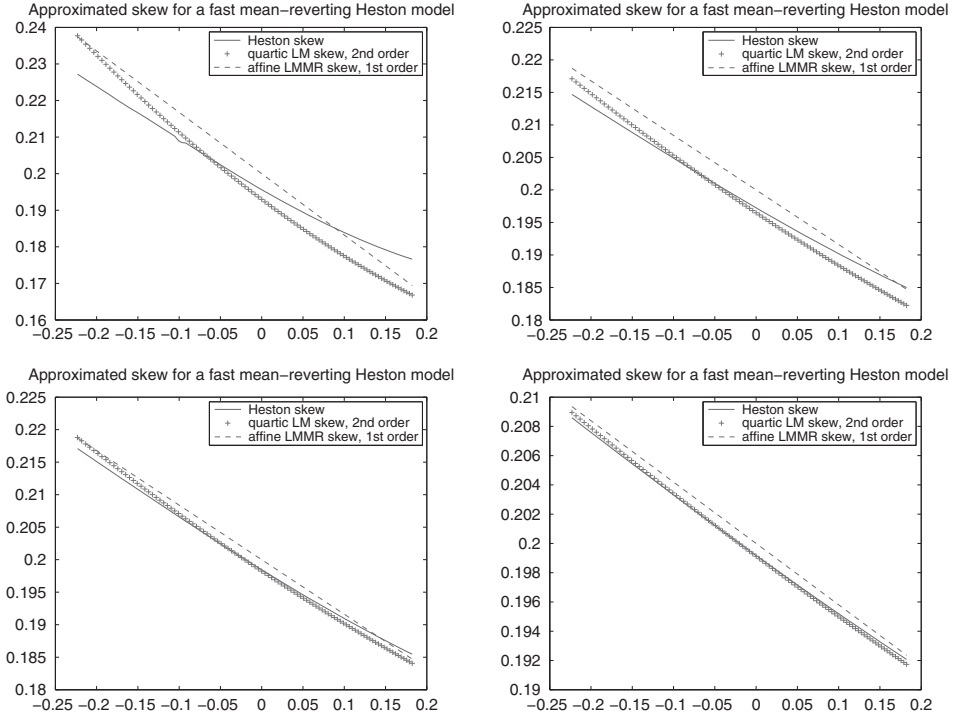 Approximated skew for a fast mean−reverting Heston model
0.24
0.23
0.22
0.21
0.2
0.19
0.18
0.17
0.16
−0.25 −0.2 −0.15 −0.1 −0.05 0 0.05 0.1 0.15 0.2
Heston skew
quartic LM skew, 2nd order
affine LMMR skew, 1st order
Approximated skew for a fast mean−reverting Heston model
0.225
0.22
0.215
0.21
0.205
0.2
0.195
0.19
0.185
0.18
−0.25 −0.2 −0.15 −0.1 −0.05 0 0.05 0.1 0.15 0.2
Heston skew
quartic LM skew, 2nd order
affine LMMR skew, 1st order
Approximated skew for a fast mean−reverting Heston model
0.225
0.22
0.215
0.21
0.205
0.2
0.195
0.19
0.185
0.18
−0.25 −0.2 −0.15 −0.1 −0.05 0 0.05 0.1 0.15 0.2
Heston skew
quartic LM skew, 2nd order
affine LMMR skew, 1st order
Approximated skew for a fast mean−reverting Heston model
0.21
0.208
0.206
0.204
0.202
0.2
0.198
0.196
0.194
0.192
0.19
−0.25 −0.2 −0.15 −0.1 −0.05 0 0.05 0.1 0.15 0.2
Heston skew
quartic LM skew, 2nd order
affine LMMR skew, 1st order